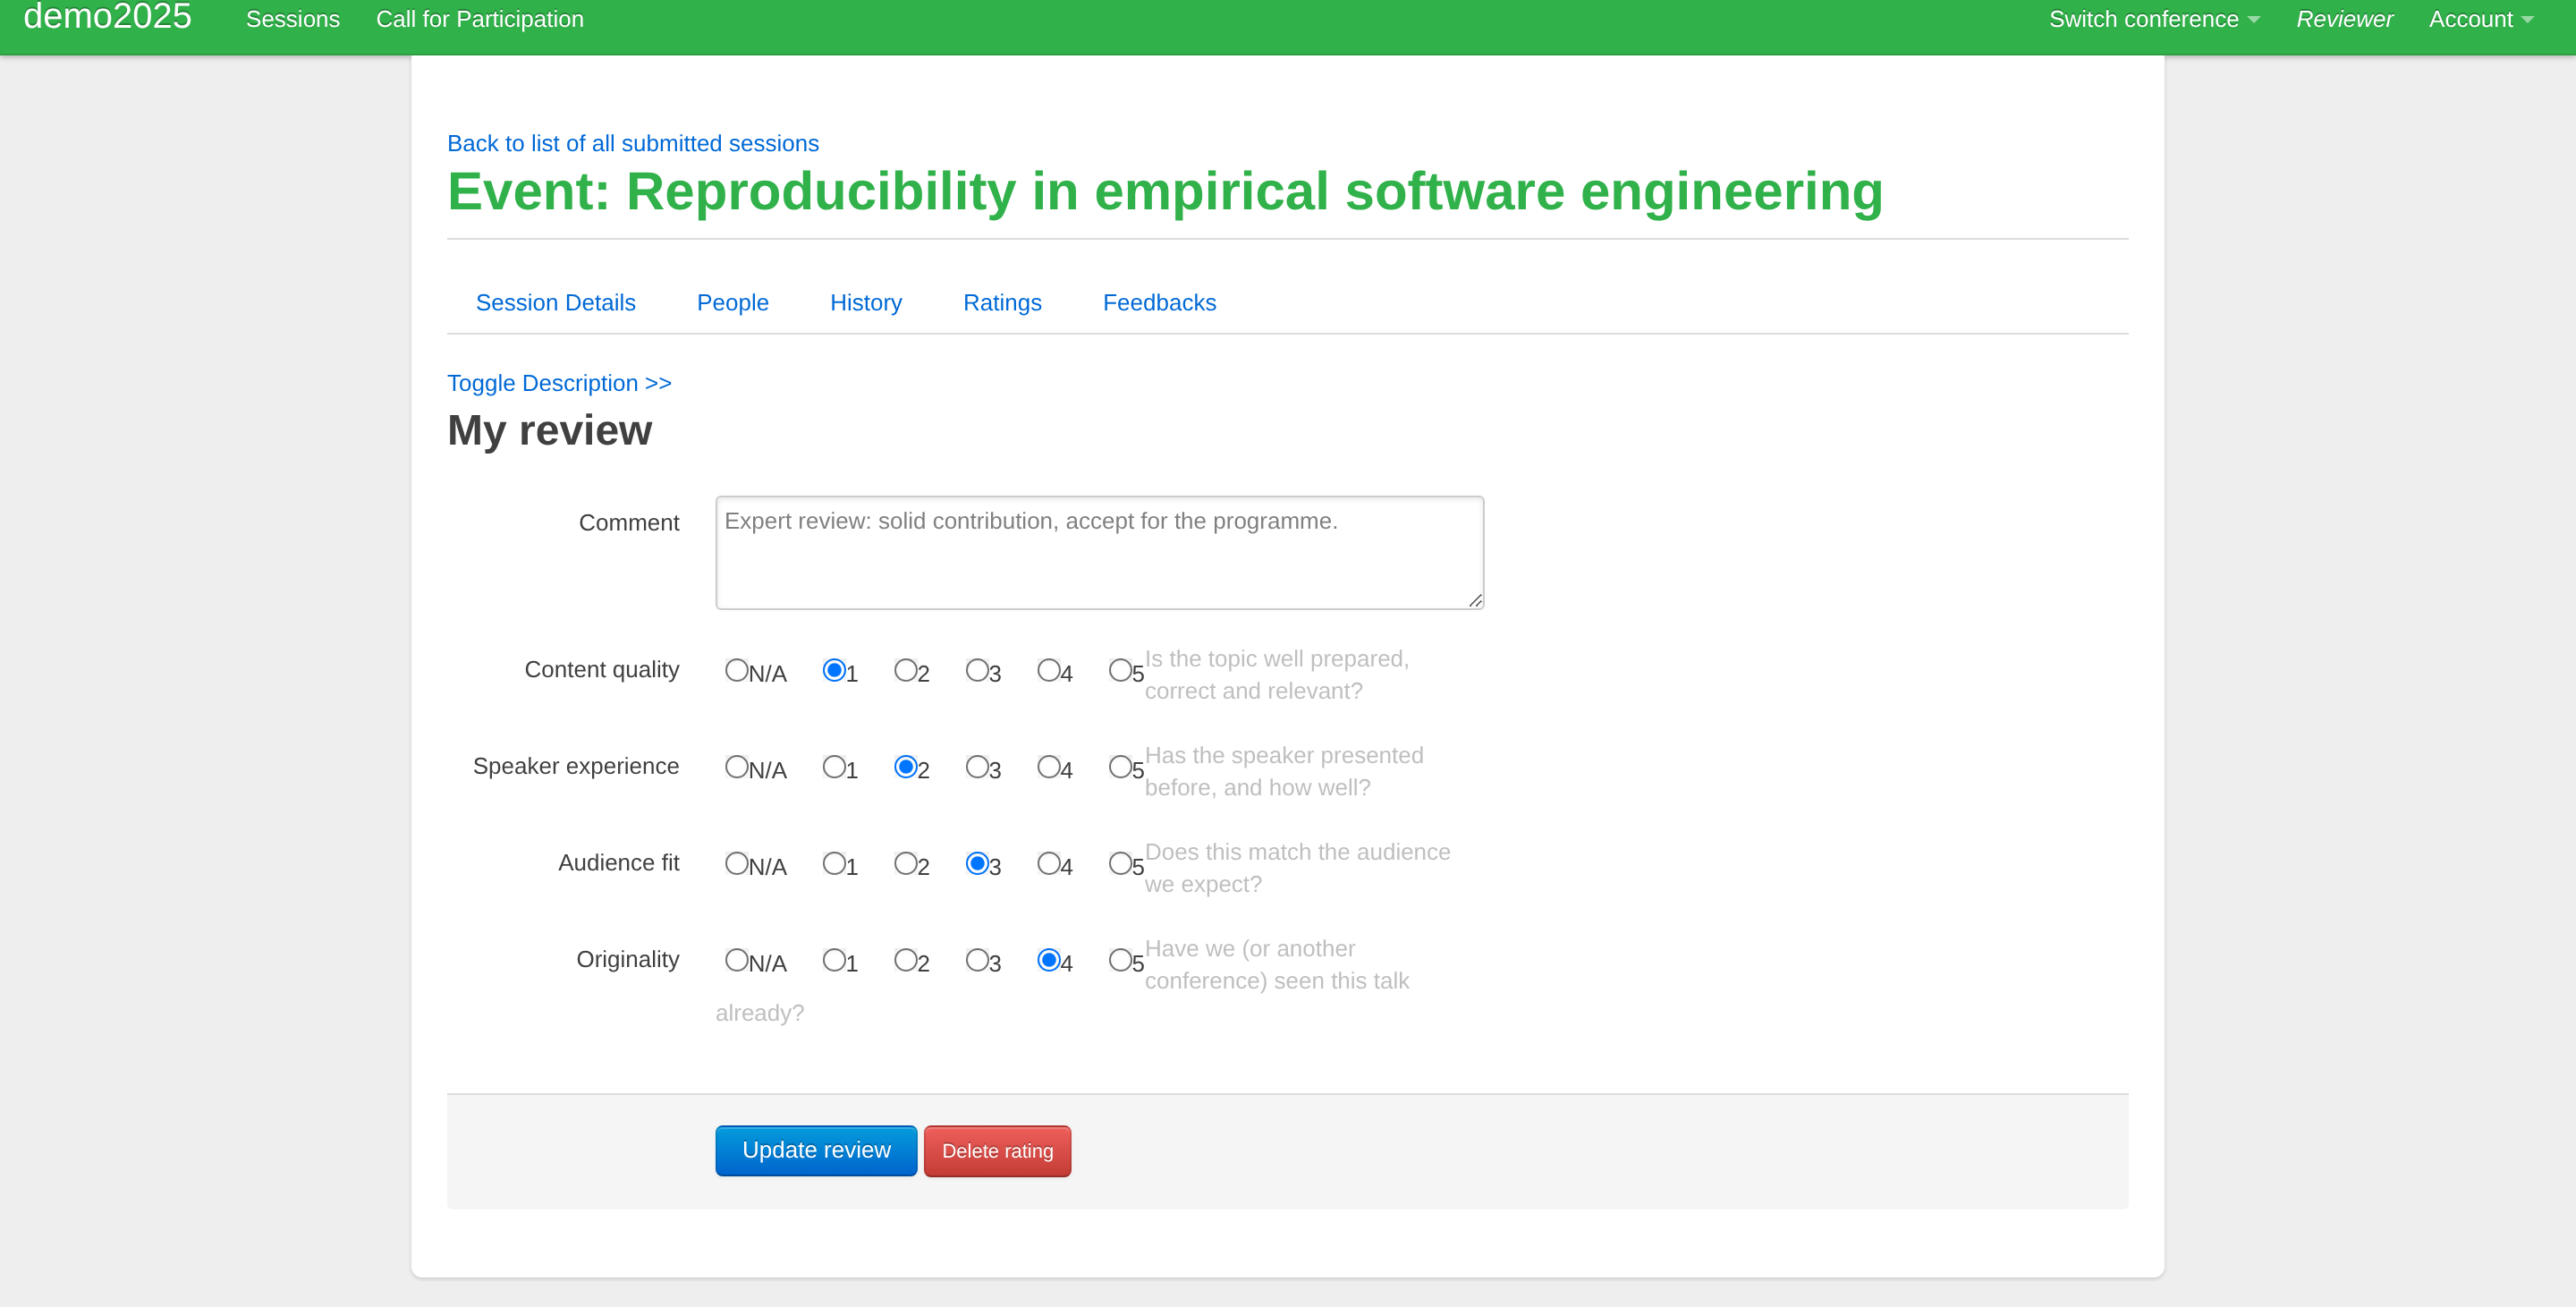 demo2025 Sessions Call for Participation Switch conference Reviewer Account
Back to list of all submitted sessions
Event: Reproducibility in empirical software engineering
Session Details People History Ratings Feedbacks
Toggle Description >>
My review
Comment
Expert review: solid contribution, accept for the programme.
Content quality N/A 1 2 3 4 5 Is the topic well prepared,
correct and relevant?
Speaker experience N/A 1 2 3 4 5 Has the speaker presented
before, and how well?
Audience fit N/A 1 2 3 4 5 Does this match the audience
we expect?
Originality N/A 1 2 3 4 5 Have we (or another
conference) seen this talk
already?
Update review Delete rating